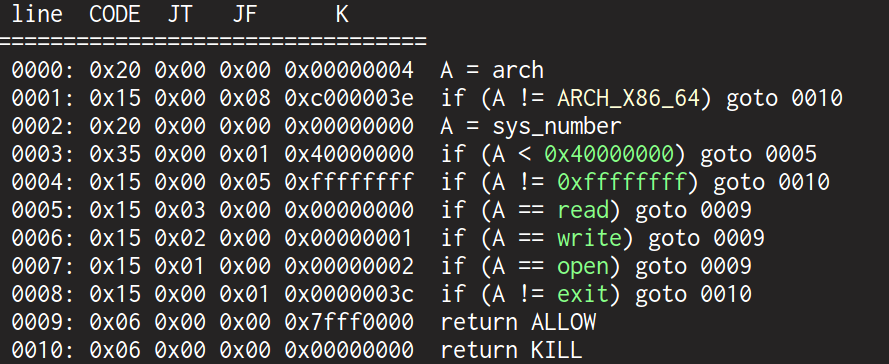 line CODE JT JF K
=================================
0000: 0x20 0x00 0x00 0x00000004 A = arch
0001: 0x15 0x00 0x08 0xc000003e if (A != ARCH_X86_64) goto 0010
0002: 0x20 0x00 0x00 0x00000000 A = sys_number
0003: 0x35 0x00 0x01 0x40000000 if (A < 0x40000000) goto 0005
0004: 0x15 0x00 0x05 0xffffffff if (A != 0xffffffff) goto 0010
0005: 0x15 0x03 0x00 0x00000000 if (A == read) goto 0009
0006: 0x15 0x02 0x00 0x00000001 if (A == write) goto 0009
0007: 0x15 0x01 0x00 0x00000002 if (A == open) goto 0009
0008: 0x15 0x00 0x01 0x0000003c if (A != exit) goto 0010
0009: 0x06 0x00 0x00 0x7fff0000 return ALLOW
0010: 0x06 0x00 0x00 0x00000000 return KILL